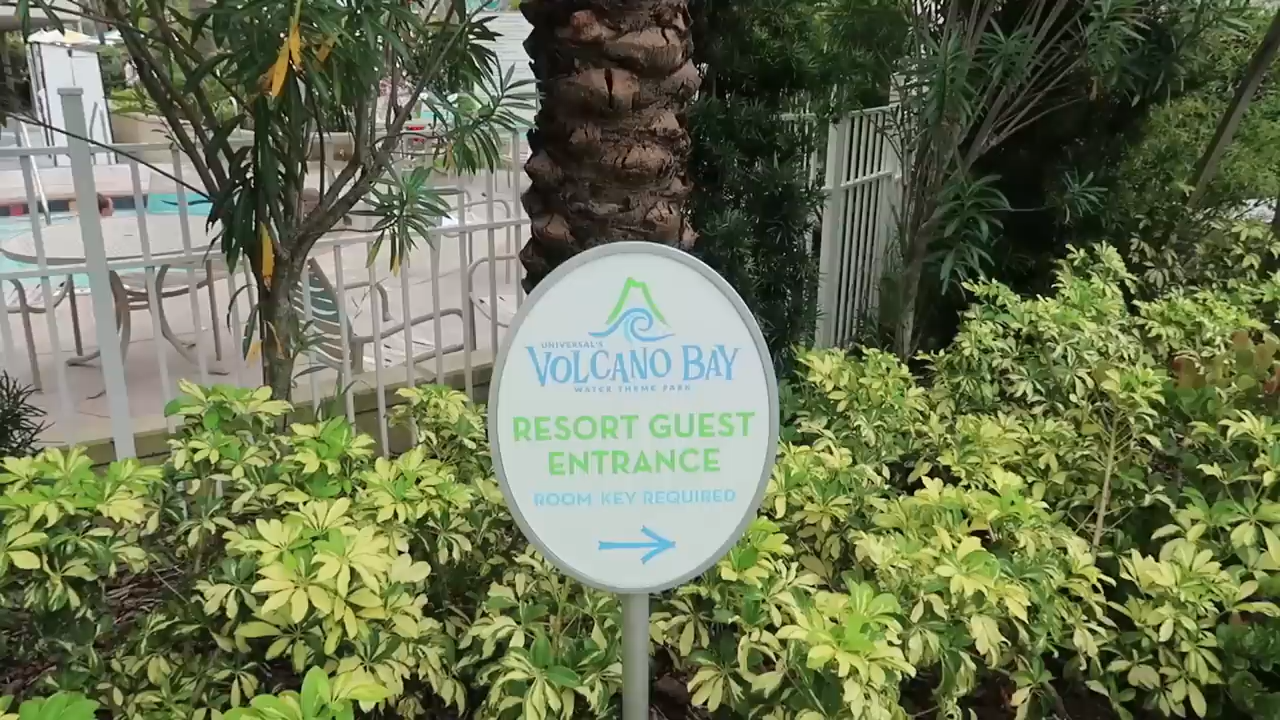 UNIVERSAL'S
VOLCANO BAY
WATER THEME PARK
RESORT GUEST
ENTRANCE
ROOM KEY REQUIRED